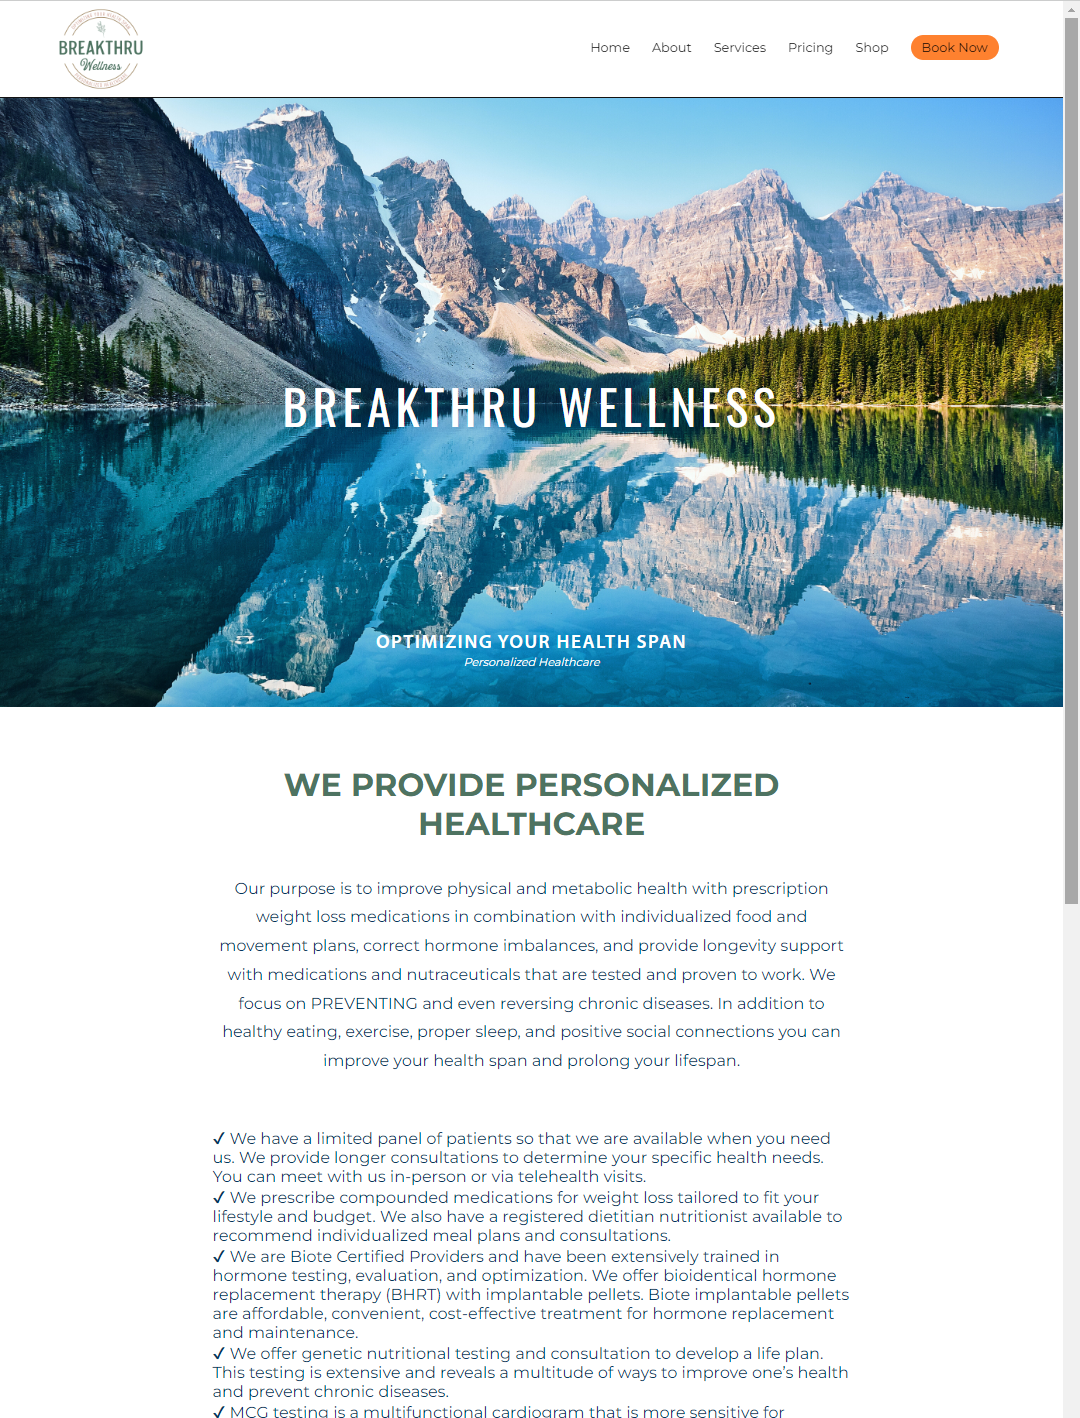 BREAKTHRU
Wellness
Home About Services Pricing Shop Book Now
BREAKTHRU WELLNESS
OPTIMIZING YOUR HEALTH SPAN
Personalized Healthcare
WE PROVIDE PERSONALIZED
HEALTHCARE
Our purpose is to improve physical and metabolic health with prescription
weight loss medications in combination with individualized food and
movement plans, correct hormone imbalances, and provide longevity support
with medications and nutraceuticals that are tested and proven to work. We
focus on PREVENTING and even reversing chronic diseases. In addition to
healthy eating, exercise, proper sleep, and positive social connections you can
improve your health span and prolong your lifespan.
✓ We have a limited panel of patients so that we are available when you need
us. We provide longer consultations to determine your specific health needs.
You can meet with us in-person or via telehealth visits.
✓ We prescribe compounded medications for weight loss tailored to fit your
lifestyle and budget. We also have a registered dietitian nutritionist available to
recommend individualized meal plans and consultations.
✓ We are Biote Certified Providers and have been extensively trained in
hormone testing, evaluation, and optimization. We offer bioidentical hormone
replacement therapy (BHRT) with implantable pellets. Biote implantable pellets
are affordable, convenient, cost-effective treatment for hormone replacement
and maintenance.
✓ We offer genetic nutritional testing and consultation to develop a life plan.
This testing is extensive and reveals a multitude of ways to improve one’s health
and prevent chronic diseases.
✓ MCG testing is a multifunctional cardiogram that is more sensitive for